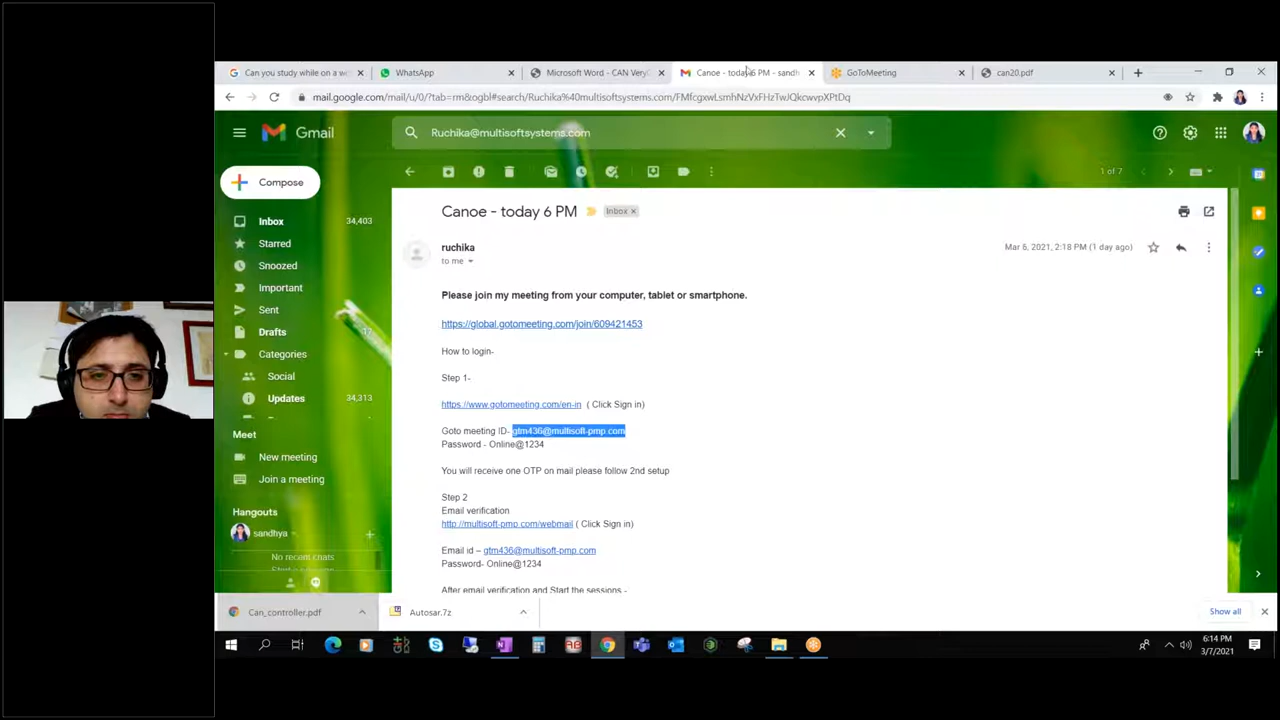 Can you study while on a w
WhatsApp
Microsoft Word - CAN Very
Canoe - today 6 PM - sandh
GoToMeeting
can20.pdf
mail.google.com/mail/u/0/?tab=rm&ogbl#search/Ruchika%40multisoftsystems.com/FMfcgxwLsmhNzVxFHzTwJQkcwvpXPtDq
Gmail
Ruchika@multisoftsystems.com
Compose
1 of 7
Canoe - today 6 PM
Inbox
Inbox 34,403
Starred
Snoozed
Important
Sent
Drafts 17
Categories
Social
Updates 34,313
Meet
New meeting
Join a meeting
Hangouts
sandhya
No recent chats
ruchika
to me
Mar 6, 2021, 2:18 PM (1 day ago)
Please join my meeting from your computer, tablet or smartphone.
https://global.gotomeeting.com/join/609421453
How to login-
Step 1-
https://www.gotomeeting.com/en-in ( Click Sign in)
Goto meeting ID- gtm436@multisoft-pmp.com
Password - Online@1234
You will receive one OTP on mail please follow 2nd setup
Step 2
Email verification
http://multisoft-pmp.com/webmail ( Click Sign in)
Email id – gtm436@multisoft-pmp.com
Password- Online@1234
After email verification and Start the sessions -
Can_controller.pdf
Autosar.7z
Show all
6:14 PM
3/7/2021